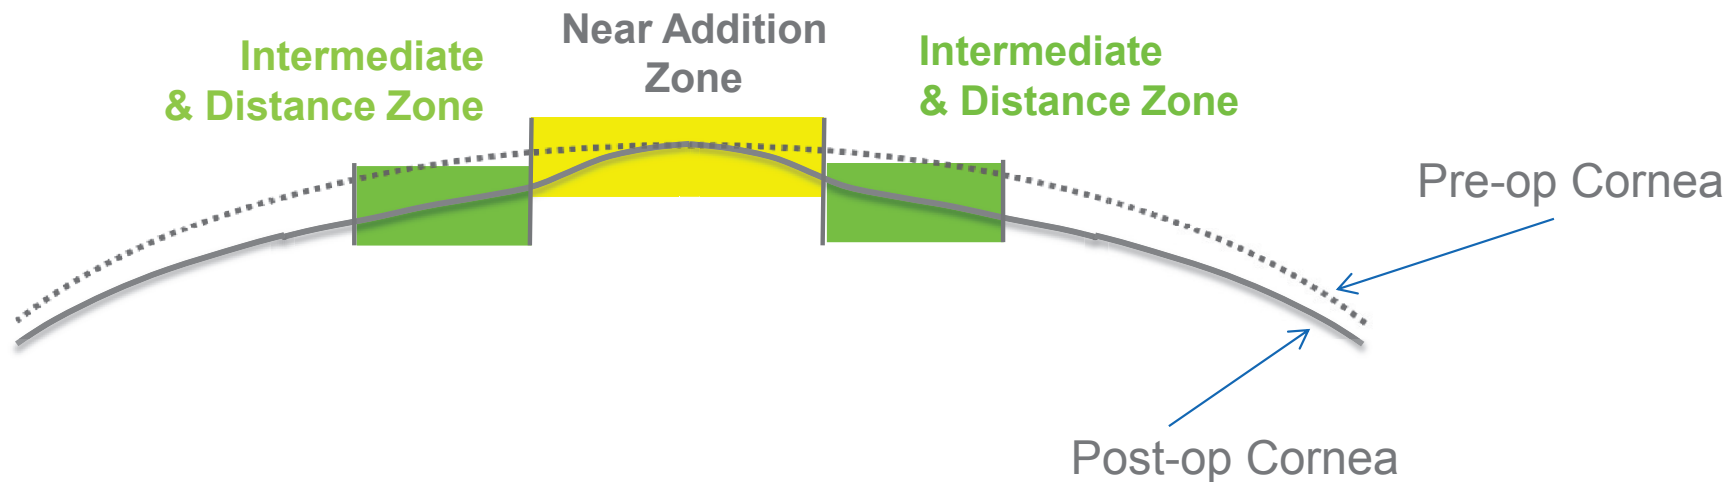 Intermediate
& Distance Zone
Near Addition
Zone
Intermediate
& Distance Zone
Pre-op Cornea
Post-op Cornea